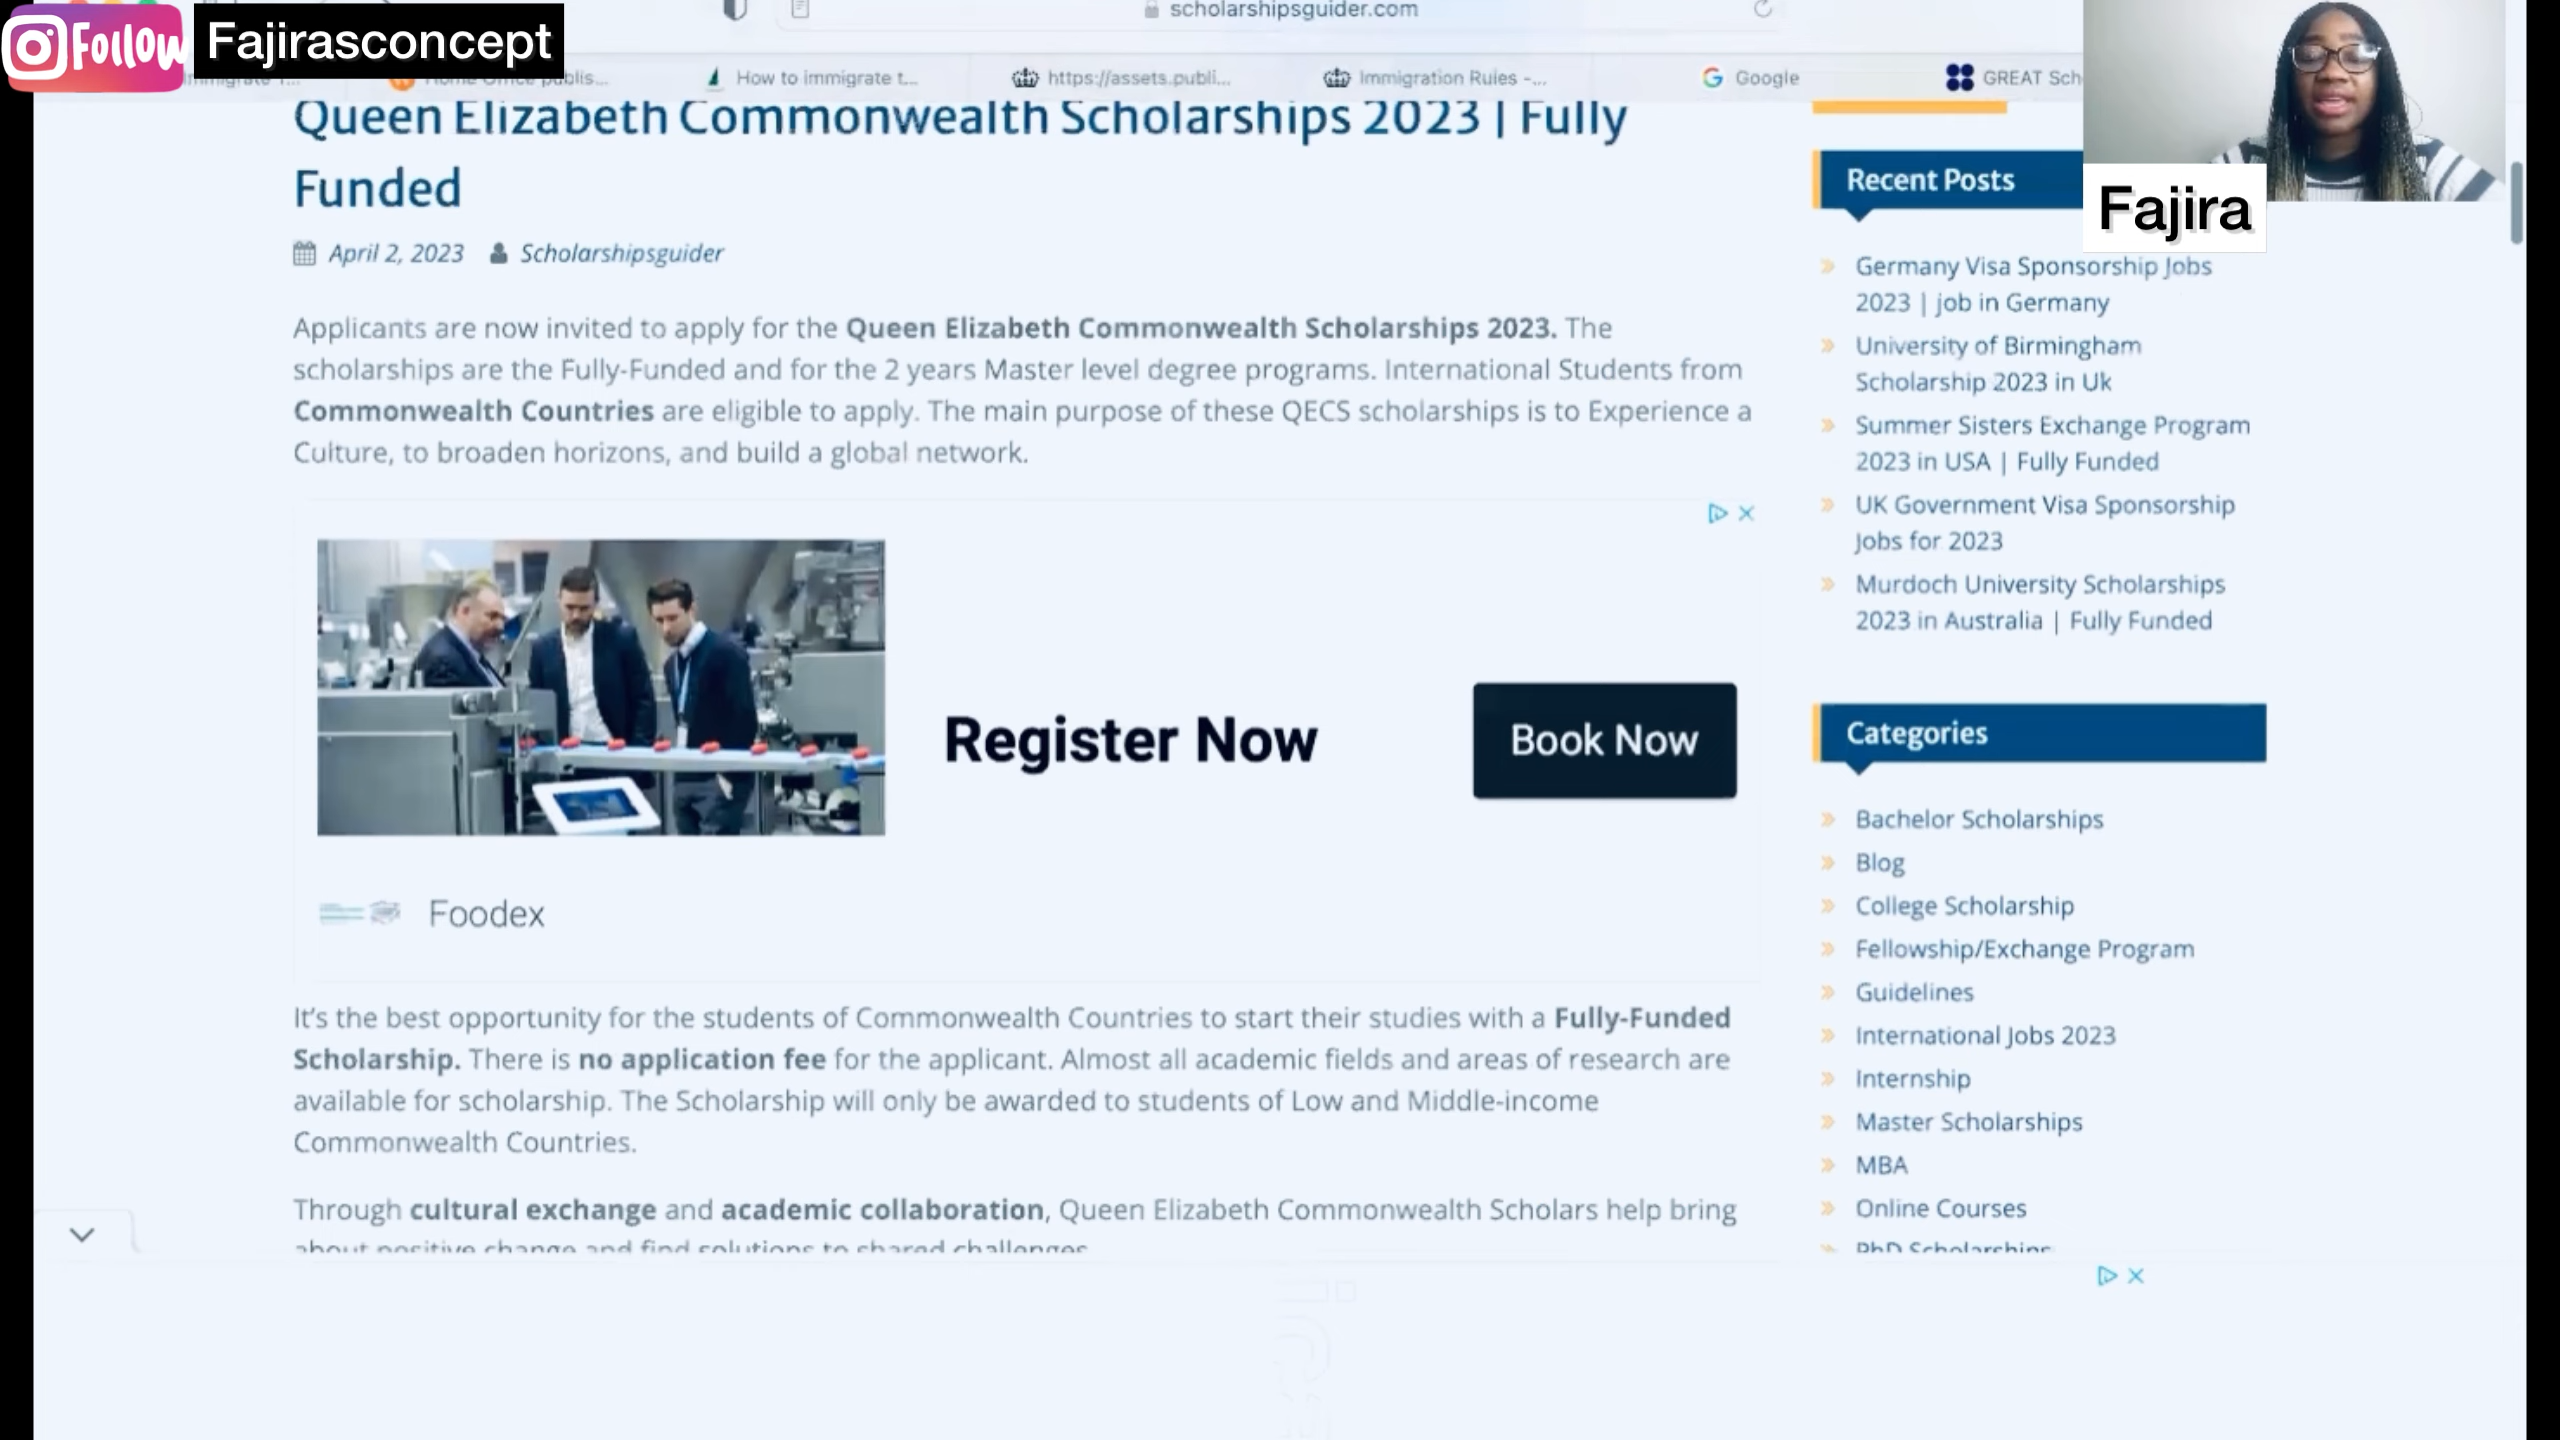 Follow
Fajirasconcept
scholarshipsguider.com
How to immigrate t...
https://assets.publi...
Immigration Rules -...
Google
GREAT Sch
Queen Elizabeth Commonwealth Scholarships 2023 | Fully
Funded
April 2, 2023 Scholarshipsguider
Applicants are now invited to apply for the Queen Elizabeth Commonwealth Scholarships 2023. The
scholarships are the Fully-Funded and for the 2 years Master level degree programs. International Students from
Commonwealth Countries are eligible to apply. The main purpose of these QECS scholarships is to Experience a
Culture, to broaden horizons, and build a global network.
Register Now
Book Now
Foodex
It's the best opportunity for the students of Commonwealth Countries to start their studies with a Fully-Funded
Scholarship. There is no application fee for the applicant. Almost all academic fields and areas of research are
available for scholarship. The Scholarship will only be awarded to students of Low and Middle-income
Commonwealth Countries.
Through cultural exchange and academic collaboration, Queen Elizabeth Commonwealth Scholars help bring
about positive change and find solutions to shared challenges
Fajira
Recent Posts
Germany Visa Sponsorship Jobs
2023 | job in Germany
University of Birmingham
Scholarship 2023 in Uk
Summer Sisters Exchange Program
2023 in USA | Fully Funded
UK Government Visa Sponsorship
Jobs for 2023
Murdoch University Scholarships
2023 in Australia | Fully Funded
Categories
Bachelor Scholarships
Blog
College Scholarship
Fellowship/Exchange Program
Guidelines
International Jobs 2023
Internship
Master Scholarships
MBA
Online Courses
PhD Scholarships